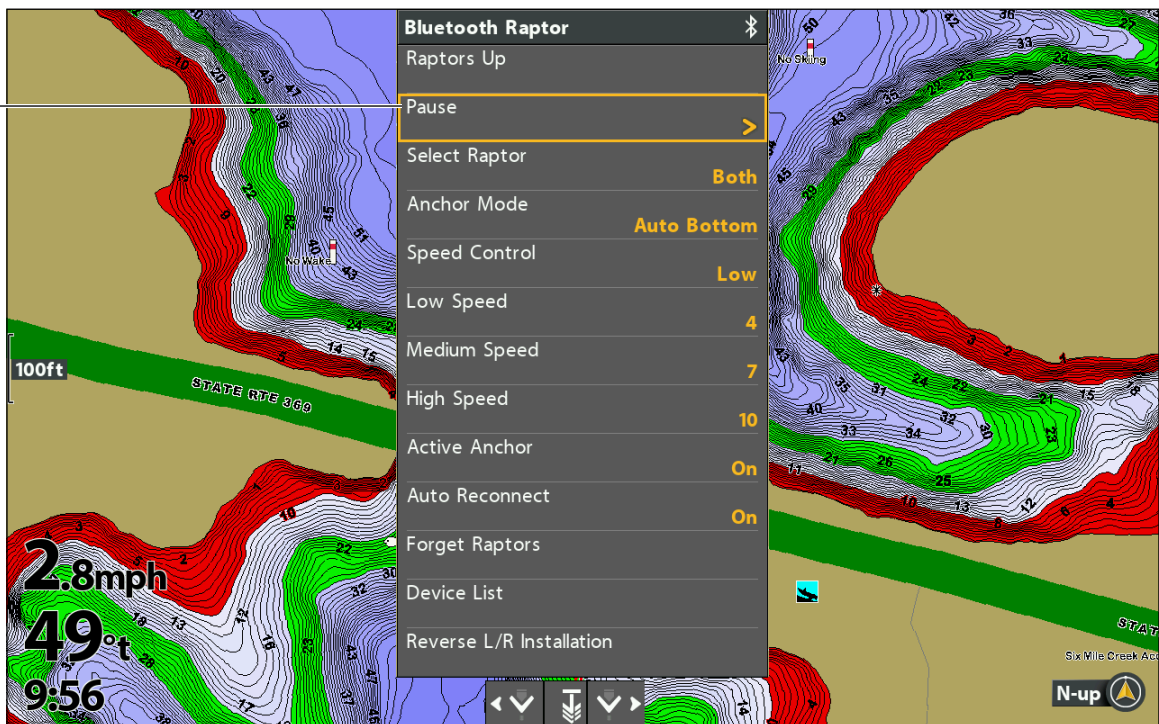 Bluetooth Raptor
Raptors Up
Pause
>
Select Raptor
Both
Anchor Mode
Auto Bottom
Speed Control
Low
Low Speed
4
Medium Speed
7
High Speed
10
Active Anchor
On
Auto Reconnect
On
Forget Raptors
Device List
Reverse L/R Installation
No Skiing
No Wake
100ft
STATE RTE 369
2.8mph
49°t
9:56
STAT
Six Mile Creek Acc
N-up